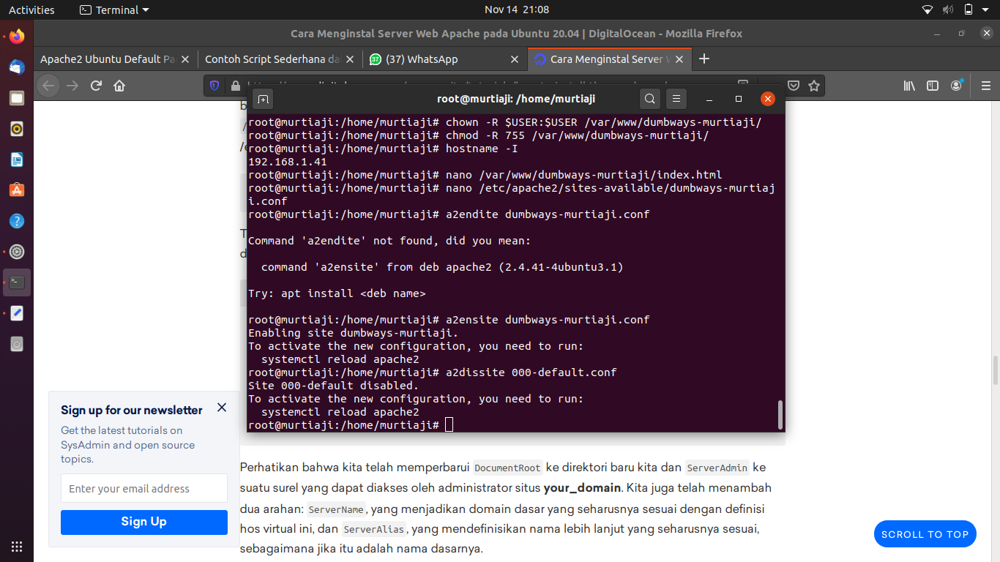 Activities
Terminal
Nov 14 21:08
Cara Menginstal Server Web Apache pada Ubuntu 20.04 | DigitalOcean - Mozilla Firefox
Apache2 Ubuntu Default Pa
Contoh Script Sederhana da
37
(37) WhatsApp
Cara Menginstal Server W
root@murtiaji: /home/murtiaji
root@murtiaji:/home/murtiaji# chown -R $USER:$USER /var/www/dumbways-murtiaji/
root@murtiaji:/home/murtiaji# chmod -R 755 /var/www/dumbways-murtiaji/
root@murtiaji:/home/murtiaji# hostname -I
192.168.1.41
root@murtiaji:/home/murtiaji# nano /var/www/dumbways-murtiaji/index.html
root@murtiaji:/home/murtiaji# nano /etc/apache2/sites-available/dumbways-murtiaj
i.conf
root@murtiaji:/home/murtiaji# a2endite dumbways-murtiaji.conf
Command 'a2endite' not found, did you mean:
command 'a2ensite' from deb apache2 (2.4.41-4ubuntu3.1)
Try: apt install <deb name>
root@murtiaji:/home/murtiaji# a2ensite dumbways-murtiaji.conf
Enabling site dumbways-murtiaji.
To activate the new configuration, you need to run:
systemctl reload apache2
root@murtiaji:/home/murtiaji# a2dissite 000-default.conf
Site 000-default disabled.
To activate the new configuration, you need to run:
systemctl reload apache2
root@murtiaji:/home/murtiaji#
Sign up for our newsletter
Get the latest tutorials on
SysAdmin and open source
topics.
Enter your email address
Sign Up
Perhatikan bahwa kita telah memperbarui DocumentRoot ke direktori baru kita dan ServerAdmin ke
suatu surel yang dapat diakses oleh administrator situs your_domain. Kita juga telah menambah
dua arahan: ServerName, yang menjadikan domain dasar yang seharusnya sesuai dengan definisi
hos virtual ini, dan ServerAlias, yang mendefinisikan nama lebih lanjut yang seharusnya sesuai,
sebagaimana jika itu adalah nama dasarnya.
SCROLL TO TOP